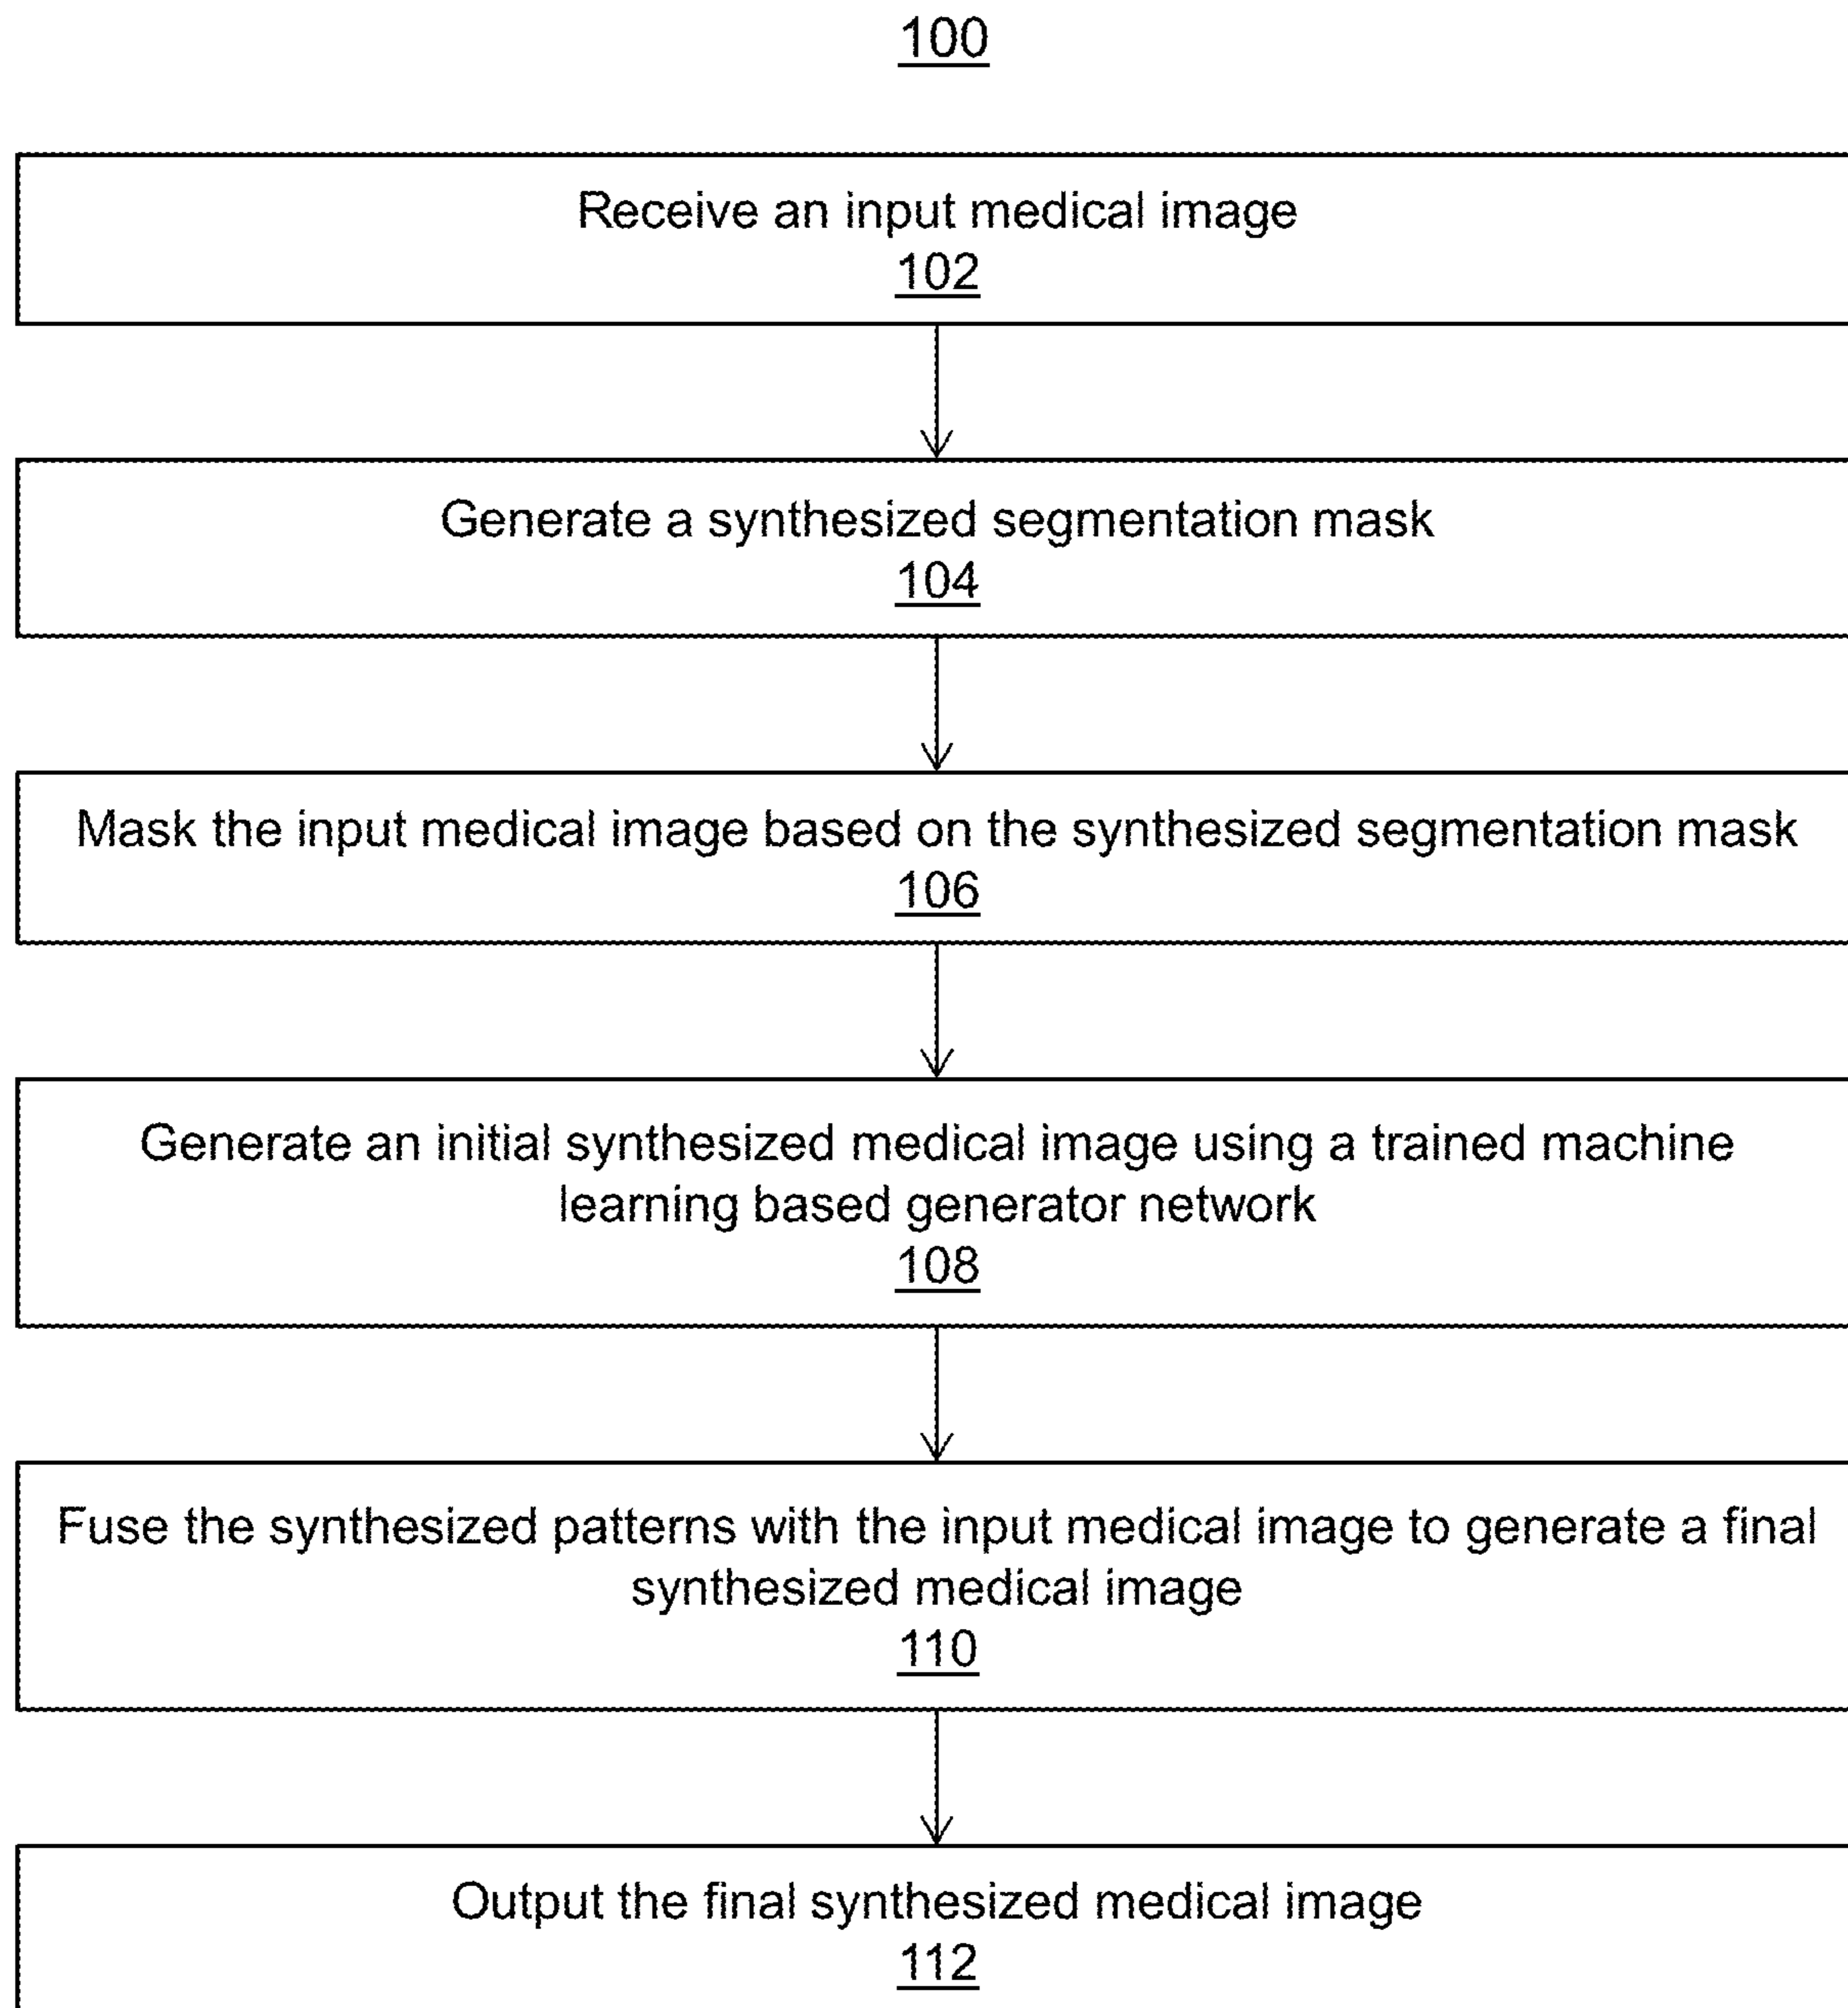 100
Receive an input medical image
102
Generate a synthesized segmentation mask
104
Mask the input medical image based on the synthesized segmentation mask
106
Generate an initial synthesized medical image using a trained machine
learning based generator network
108
Fuse the synthesized patterns with the input medical image to generate a final
synthesized medical image
110
Output the final synthesized medical image
112